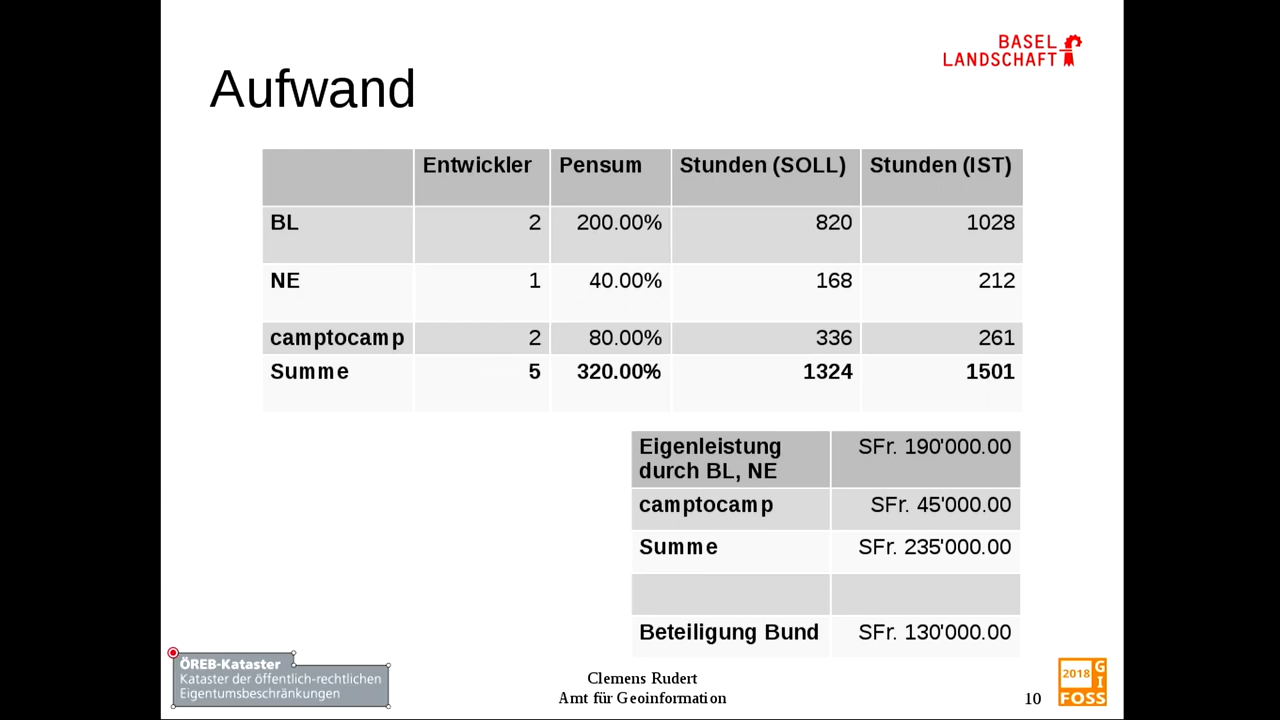 BASEL
LANDSCHAFT
Aufwand
Entwickler Pensum Stunden (SOLL) Stunden (IST)
BL 2 200.00% 820 1028
NE 1 40.00% 168 212
camptocamp 2 80.00% 336 261
Summe 5 320.00% 1324 1501
Eigenleistung durch BL, NE SFr. 190'000.00
camptocamp SFr. 45'000.00
Summe SFr. 235'000.00
Beteiligung Bund SFr. 130'000.00
ÖREB-Kataster
Kataster der öffentlich-rechtlichen
Eigentumsbeschränkungen
Clemens Rudert
Amt für Geoinformation
10
2018 GI
FOSS